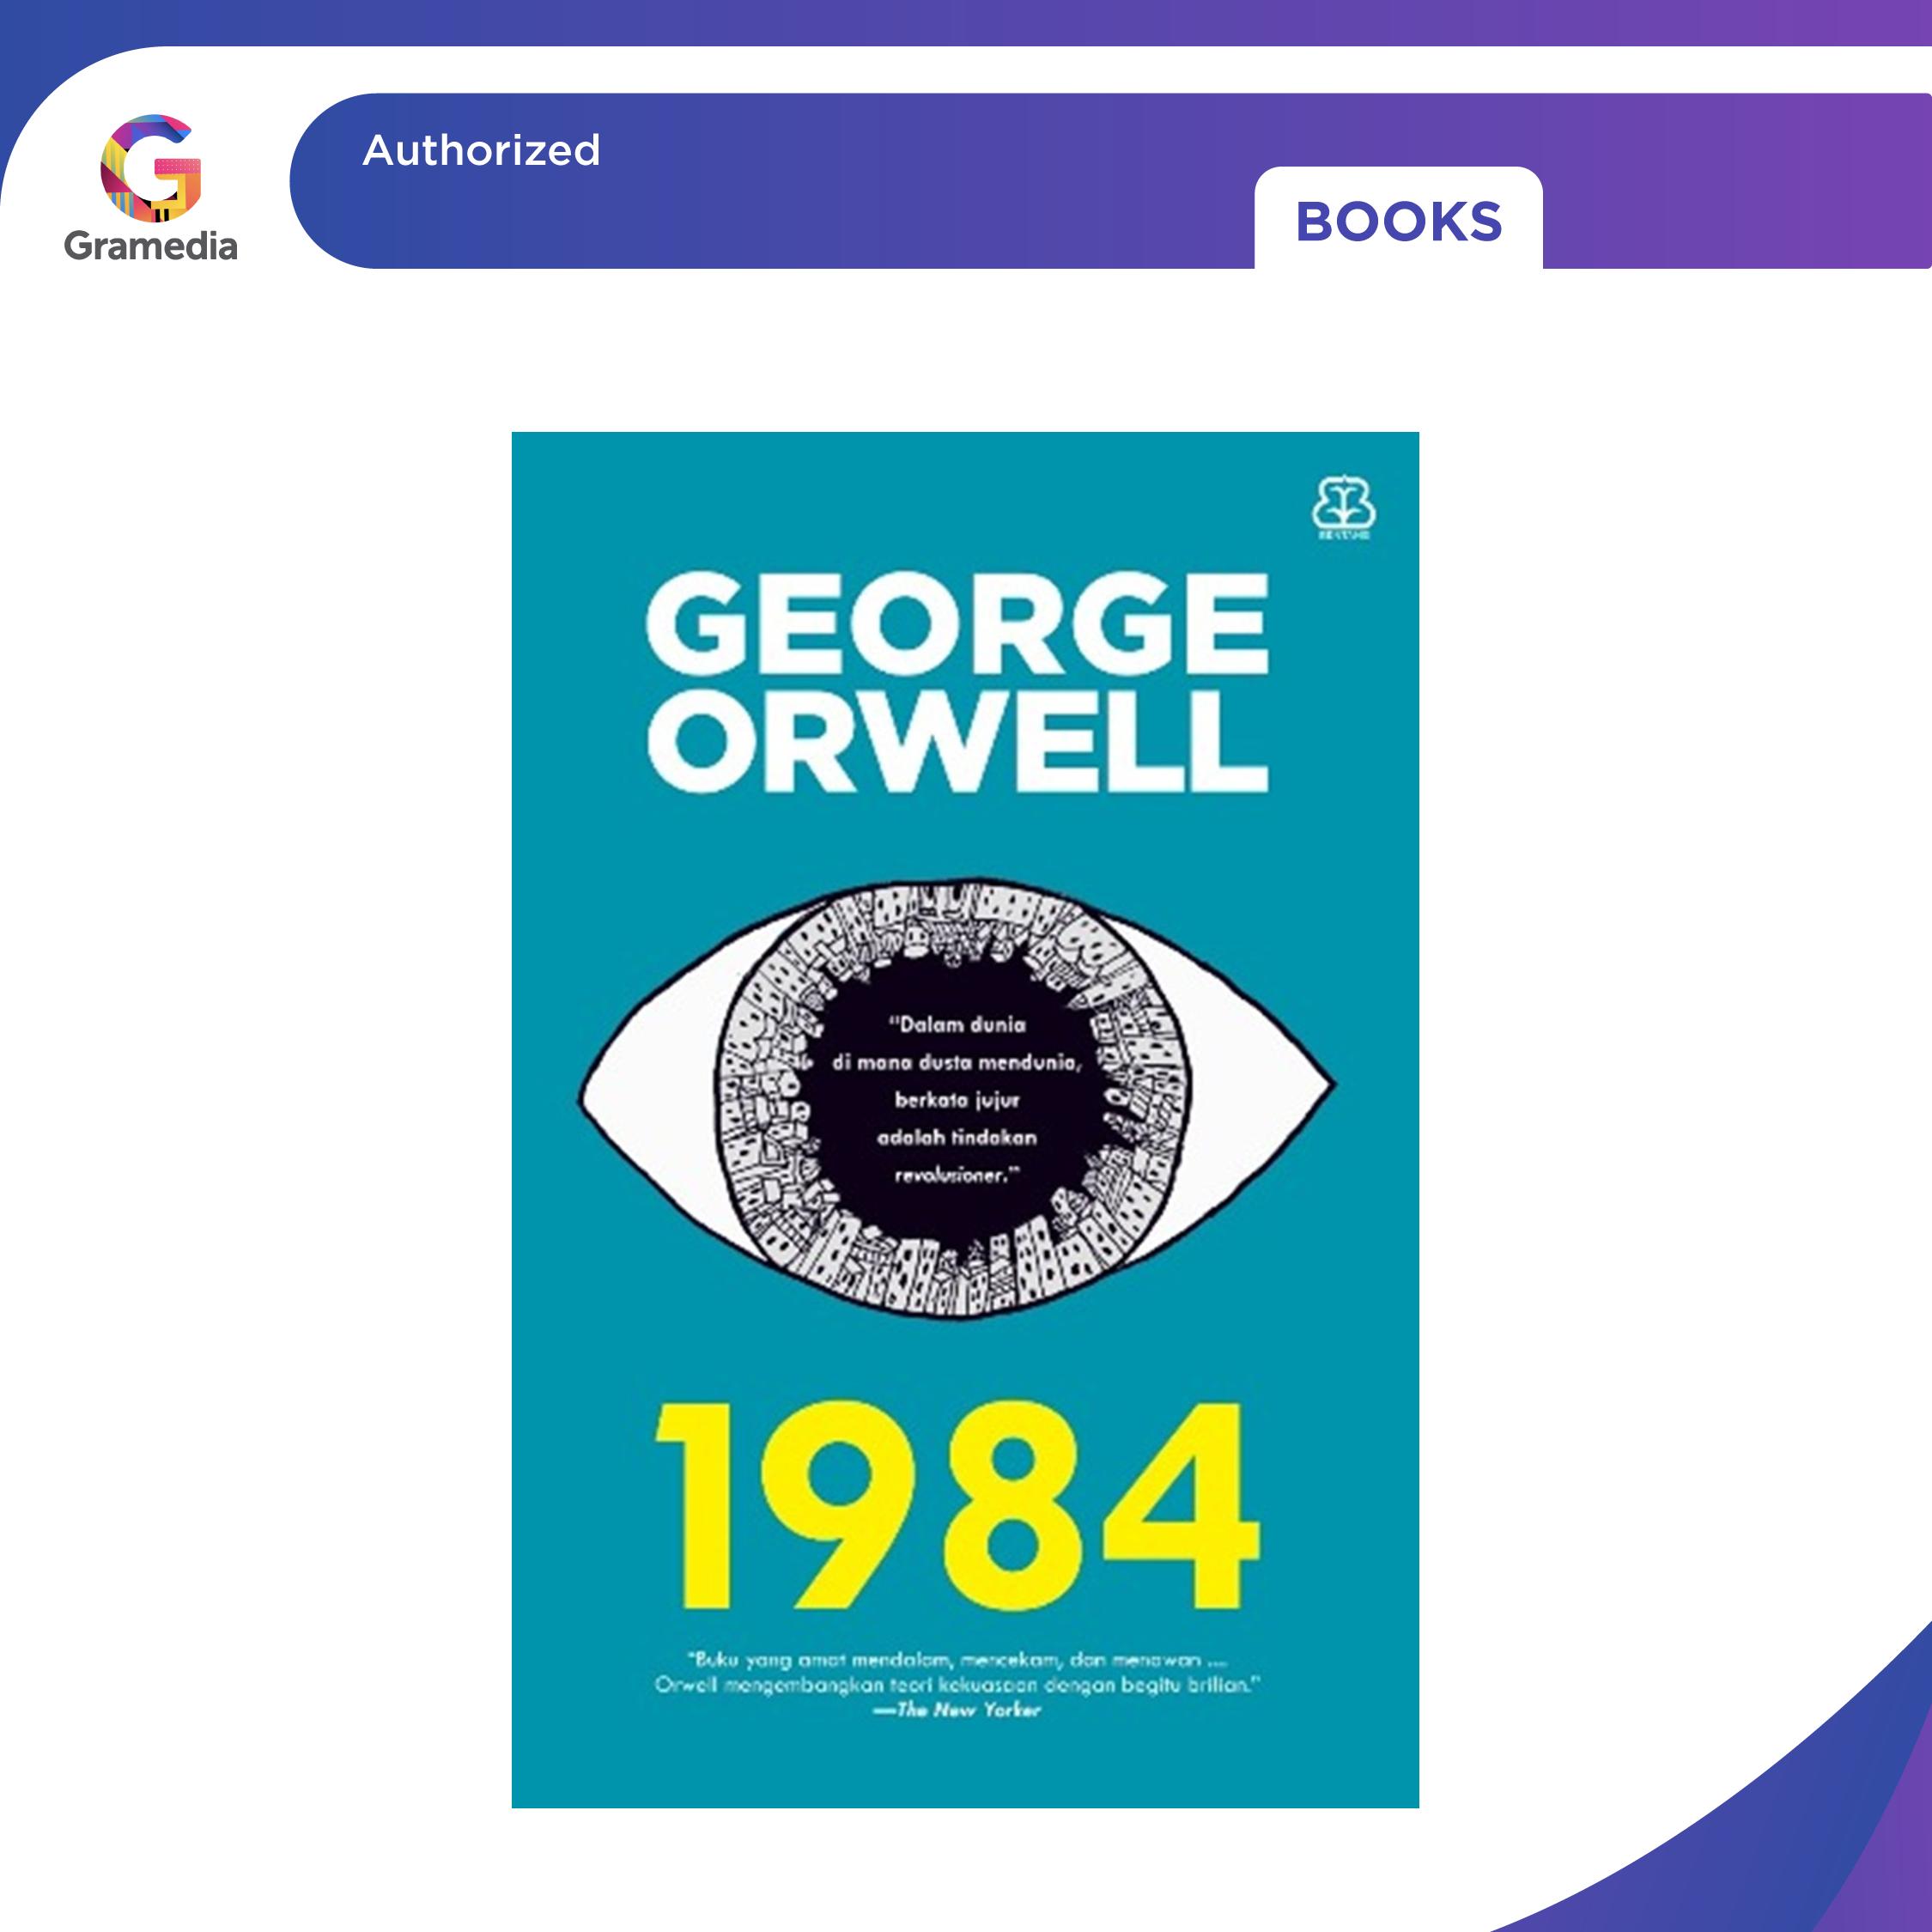 Gramedia
Authorized
BOOKS
BENTANG
GEORGE
ORWELL
"Dalam dunia
di mana dusta mendunia,
berkata jujur
adalah tindakan
revolusioner."
1984
"Buku yang amat mendalam, mencekam, dan menawan ....
Orwell mengembangkan teori kekuasaan dengan begitu brilian."
—The New Yorker